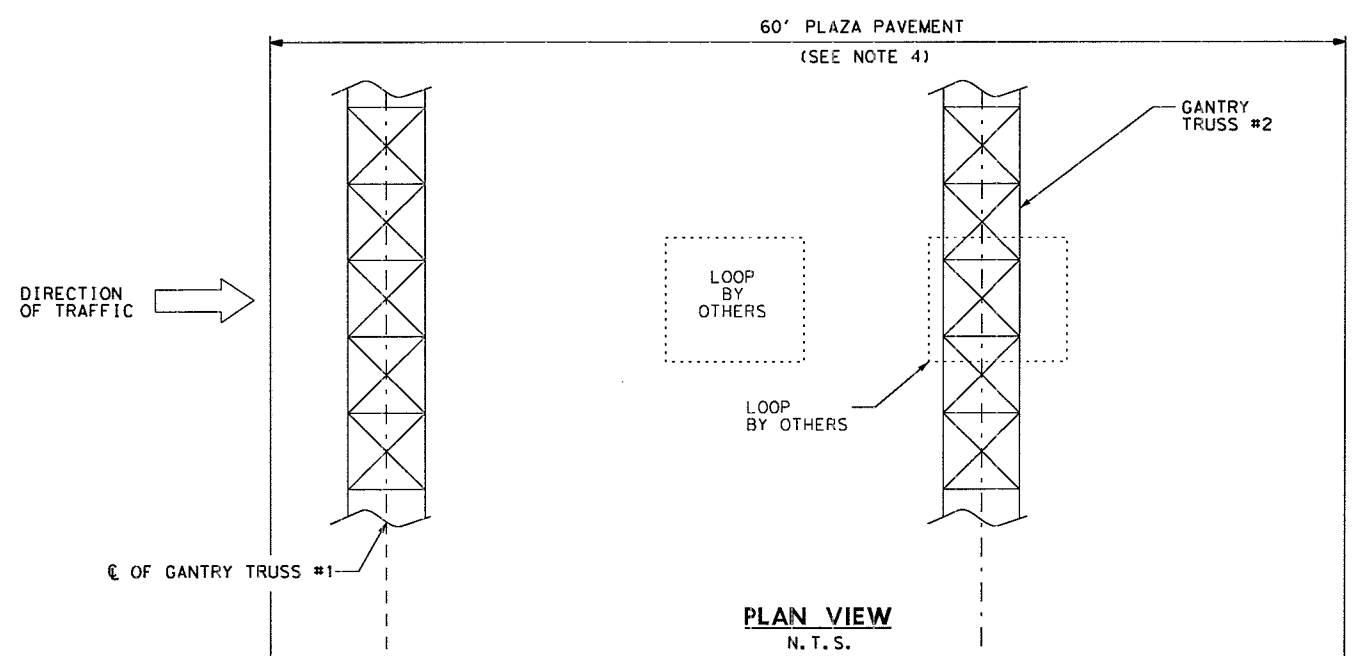 60' PLAZA PAVEMENT
(SEE NOTE 4)
GANTRY
TRUSS #2
DIRECTION
OF TRAFFIC
LOOP
BY
OTHERS
LOOP
BY OTHERS
℄ OF GANTRY TRUSS #1
PLAN VIEW
N.T.S.